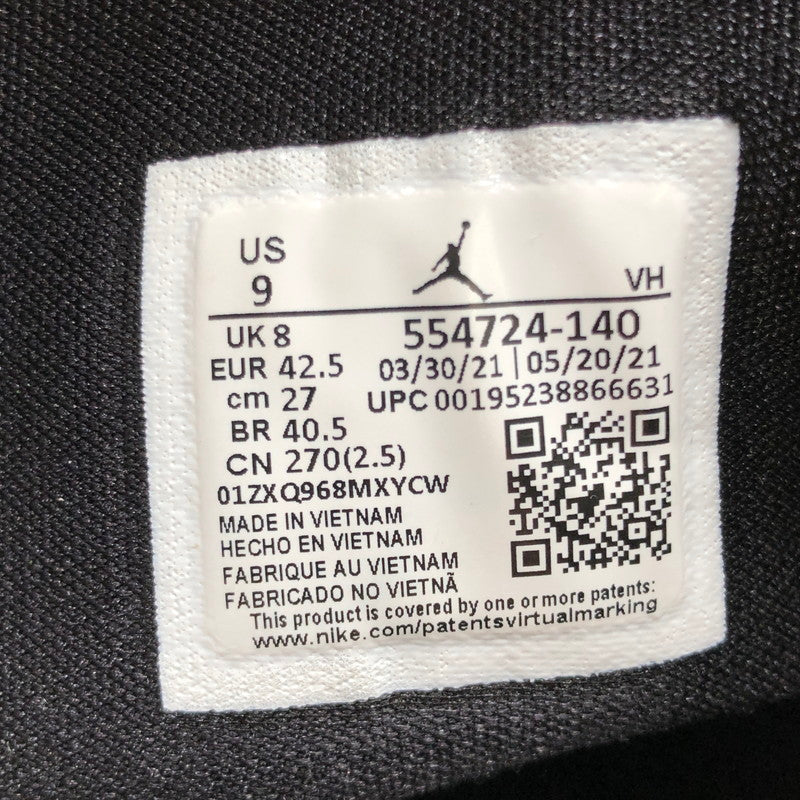 US
9
VH
UK 8
EUR 42.5
cm 27
BR 40.5
CN 270(2.5)
554724-140
03/30/21 | 05/20/21
UPC 00195238866631
01ZXQ968MXYCW
MADE IN VIETNAM
HECHO EN VIETNAM
FABRIQUE AU VIETNAM
FABRICADO NO VIETNÃ
This product is covered by one or more patents:
www.nike.com/patentsvirtualmarking